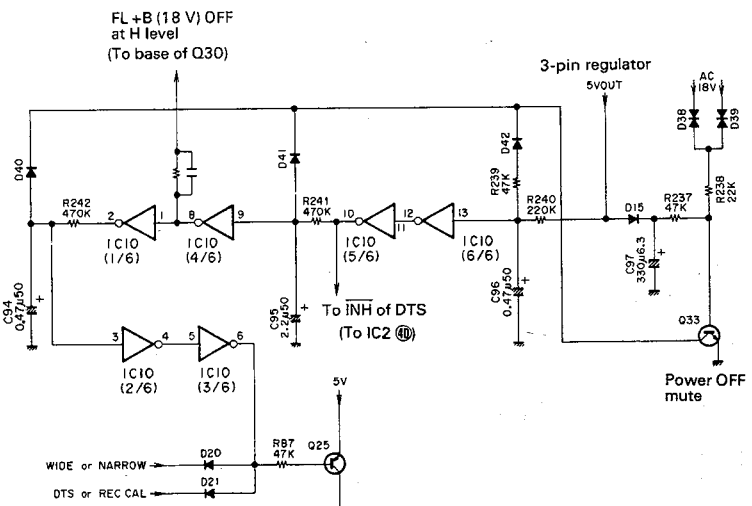 FL +B (18 V) OFF
at H level
(To base of Q30)
3-pin regulator
5VOUT
AC
18V
D38
D39
D40
D41
D42
R239
47K
R238
22K
R242
470K
2
1
8
9
R241
470K
10
12
11
13
R240
220K
D15
R237
47K
IC10
(1/6)
IC10
(4/6)
IC10
(5/6)
IC10
(6/6)
C94
0.47μ50
+
C95
2.2μ50
+
C96
0.47μ50
+
C97
330μ6.3
+
To INH of DTS
(To IC2 ㊵)
Q33
Power OFF
mute
3
4
5
6
IC10
(2/6)
IC10
(3/6)
5V
R87
47K
Q25
WIDE or NARROW
D20
DTS or REC CAL
D21